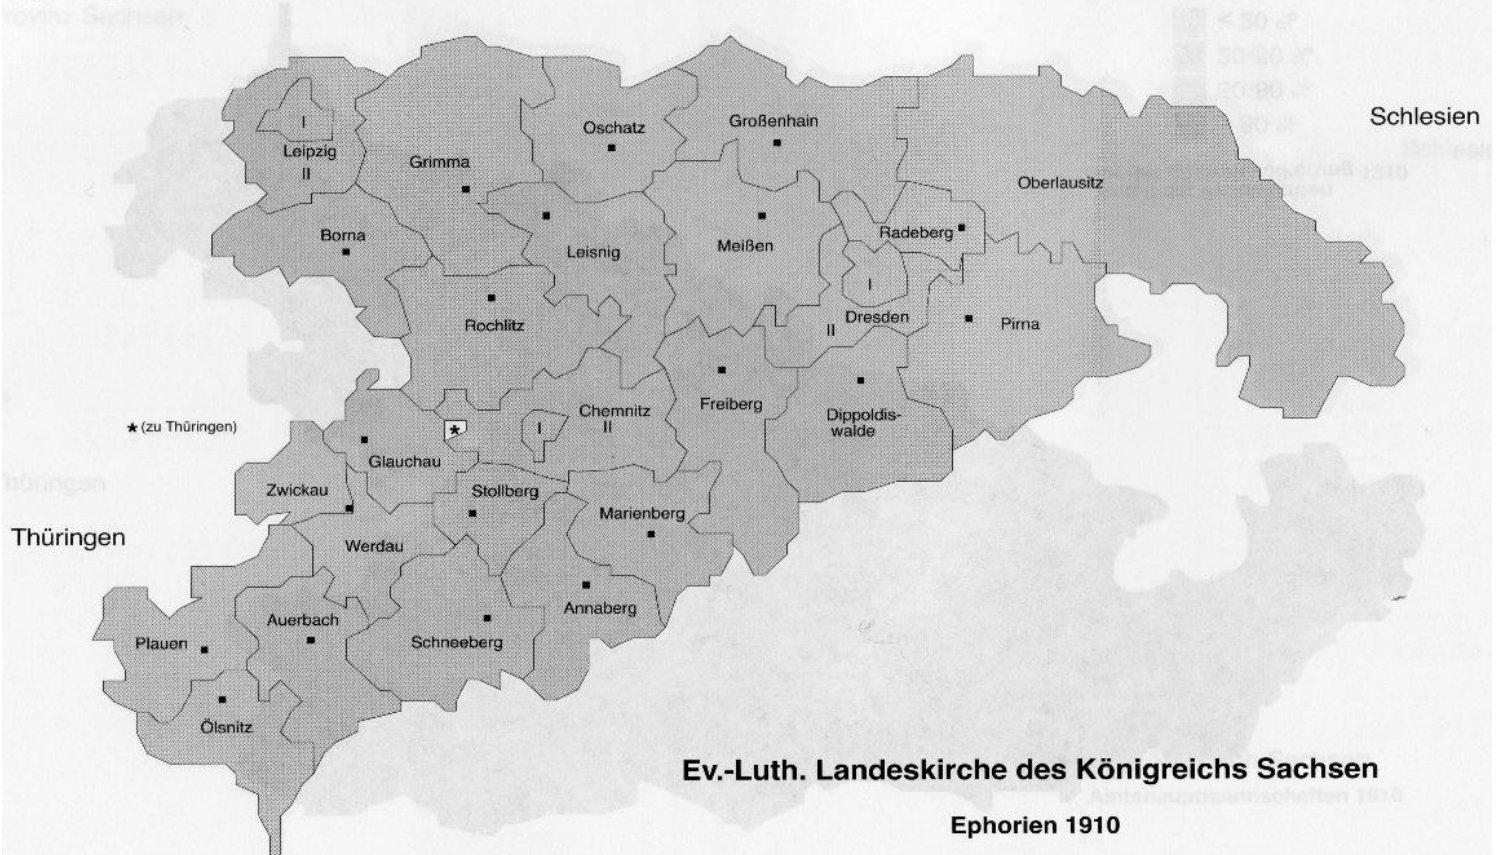 Schlesien
Oschatz
Großenhain
I
Leipzig
II
Grimma
Oberlausitz
Borna
Leisnig
Meißen
Radeberg
I
Dresden
II
Rochlitz
Pirna
Chemnitz
I
II
Freiberg
Dippoldis-
walde
* (zu Thüringen)
*
Glauchau
Zwickau
Stollberg
Marienberg
Thüringen
Werdau
Annaberg
Auerbach
Plauen
Schneeberg
Ölsnitz
Ev.-Luth. Landeskirche des Königreichs Sachsen
Ephorien 1910